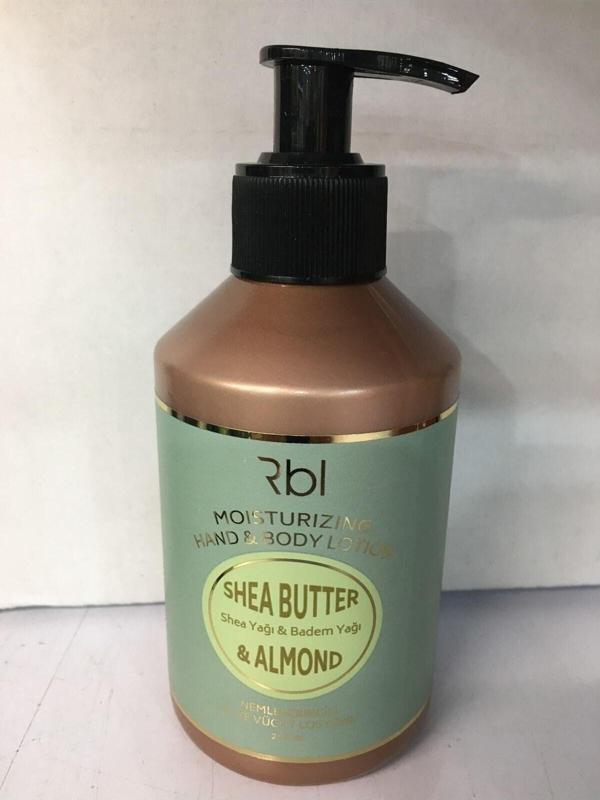 Rbl
MOISTURIZING
HAND & BODY LOTION
SHEA BUTTER
Shea Yağı & Badem Yağı
& ALMOND